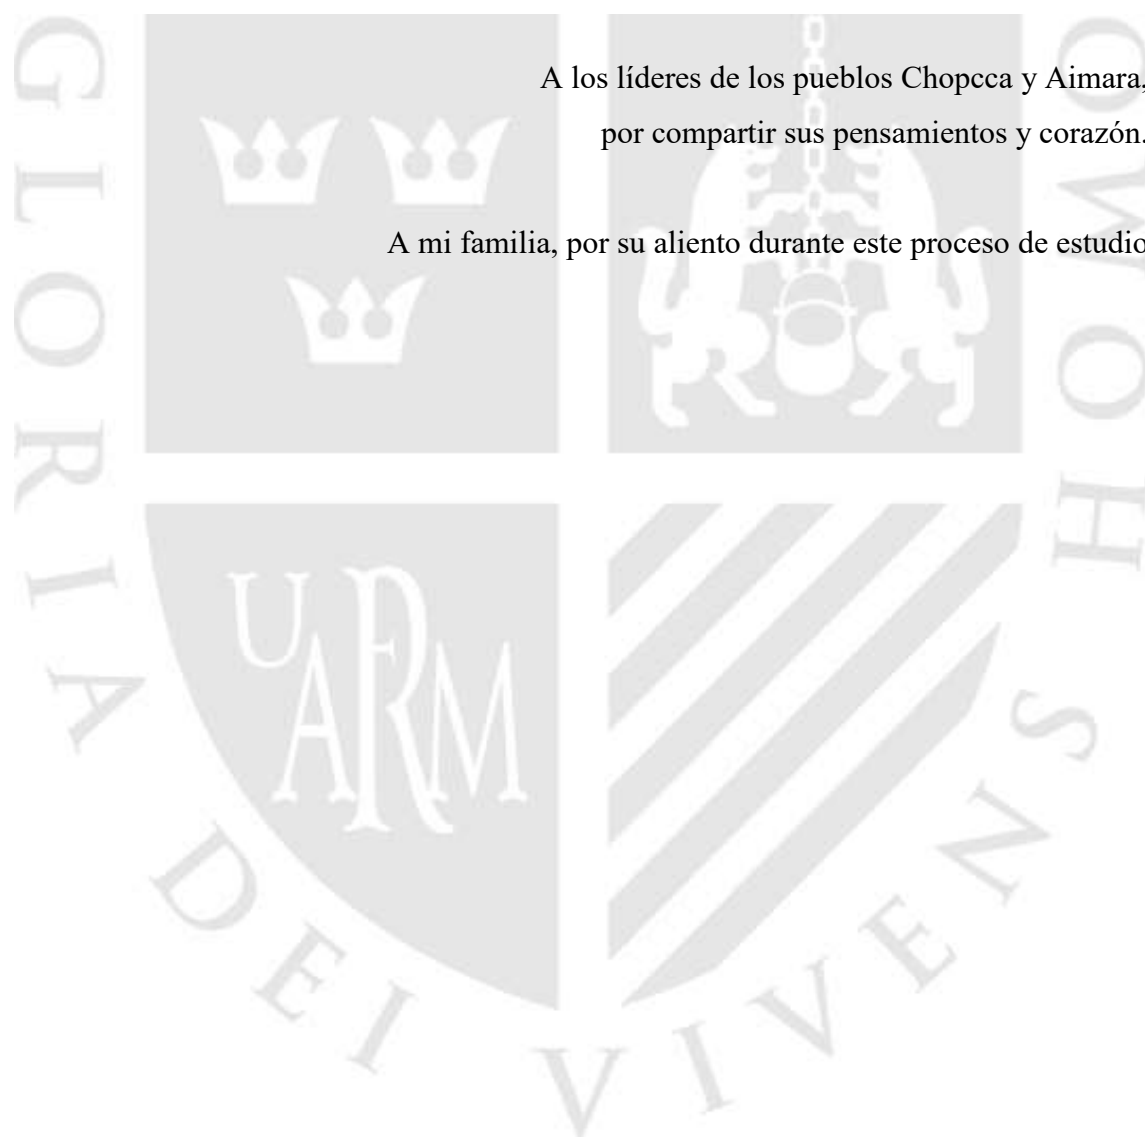 A los líderes de los pueblos Chopcca y Aimara,
por compartir sus pensamientos y corazón.
A mi familia, por su aliento durante este proceso de estudio
GLORIA DEI VIVENS HOMO
UARM